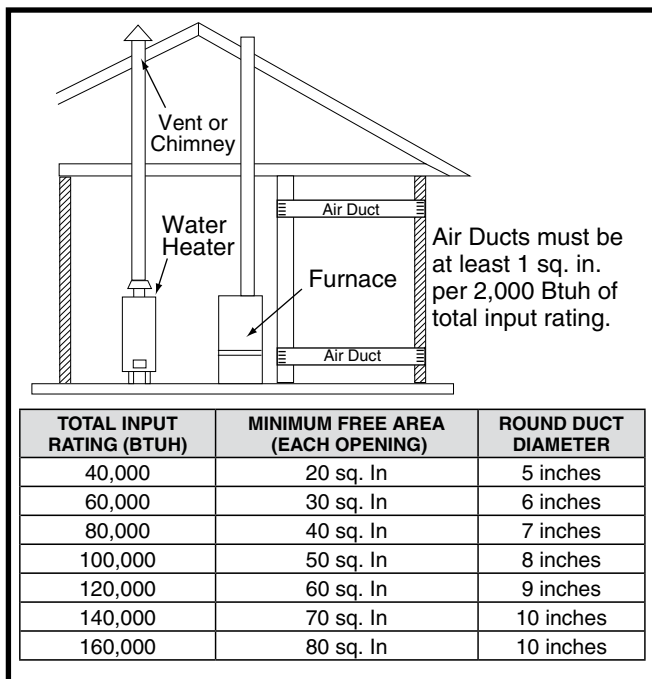 Vent or
Chimney
Air Duct
Water
Heater
Air Ducts must be
at least 1 sq. in.
per 2,000 Btuh of
total input rating.
Furnace
Air Duct
TOTAL INPUT RATING (BTUH) MINIMUM FREE AREA (EACH OPENING) ROUND DUCT DIAMETER
40,000 20 sq. In 5 inches
60,000 30 sq. In 6 inches
80,000 40 sq. In 7 inches
100,000 50 sq. In 8 inches
120,000 60 sq. In 9 inches
140,000 70 sq. In 10 inches
160,000 80 sq. In 10 inches